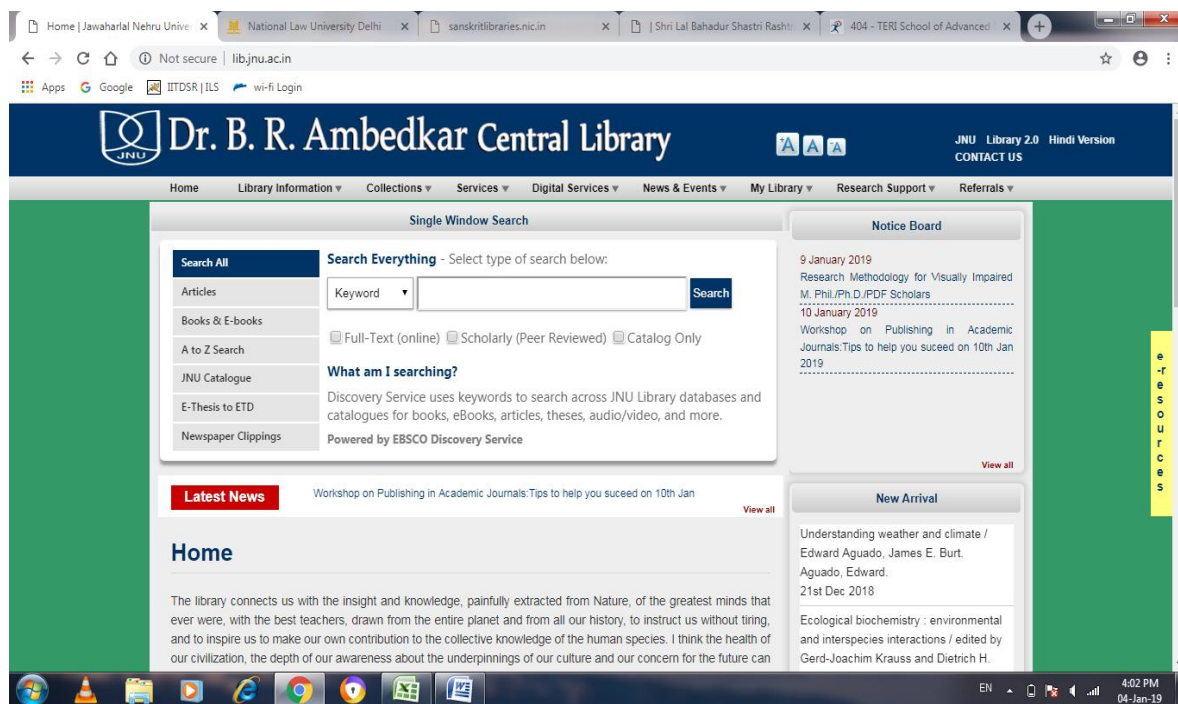 Home | Jawaharlal Nehru Unive
National Law University Delhi
sanskritlibraries.nic.in
| Shri Lal Bahadur Shastri Rasht
404 - TERI School of Advanced
Not secure | lib.jnu.ac.in
Apps Google IITDSR | ILS wi-fi Login
JNU
Dr. B. R. Ambedkar Central Library
+A A -A
JNU Library 2.0 Hindi Version
CONTACT US
Home Library Information Collections Services Digital Services News & Events My Library Research Support Referrals
Single Window Search
Search All
Articles
Books & E-books
A to Z Search
JNU Catalogue
E-Thesis to ETD
Newspaper Clippings
Search Everything - Select type of search below:
Keyword Search
Full-Text (online) Scholarly (Peer Reviewed) Catalog Only
What am I searching?
Discovery Service uses keywords to search across JNU Library databases and
catalogues for books, eBooks, articles, theses, audio/video, and more.
Powered by EBSCO Discovery Service
Latest News
Workshop on Publishing in Academic Journals:Tips to help you suceed on 10th Jan
View all
Home
The library connects us with the insight and knowledge, painfully extracted from Nature, of the greatest minds that
ever were, with the best teachers, drawn from the entire planet and from all our history, to instruct us without tiring,
and to inspire us to make our own contribution to the collective knowledge of the human species. I think the health of
our civilization, the depth of our awareness about the underpinnings of our culture and our concern for the future can
Notice Board
9 January 2019
Research Methodology for Visually Impaired
M. Phil./Ph.D./PDF Scholars
10 January 2019
Workshop on Publishing in Academic
Journals:Tips to help you suceed on 10th Jan
2019
View all
New Arrival
Understanding weather and climate /
Edward Aguado, James E. Burt.
Aguado, Edward.
21st Dec 2018
Ecological biochemistry : environmental
and interspecies interactions / edited by
Gerd-Joachim Krauss and Dietrich H.
e-resources
EN
4:02 PM
04-Jan-19